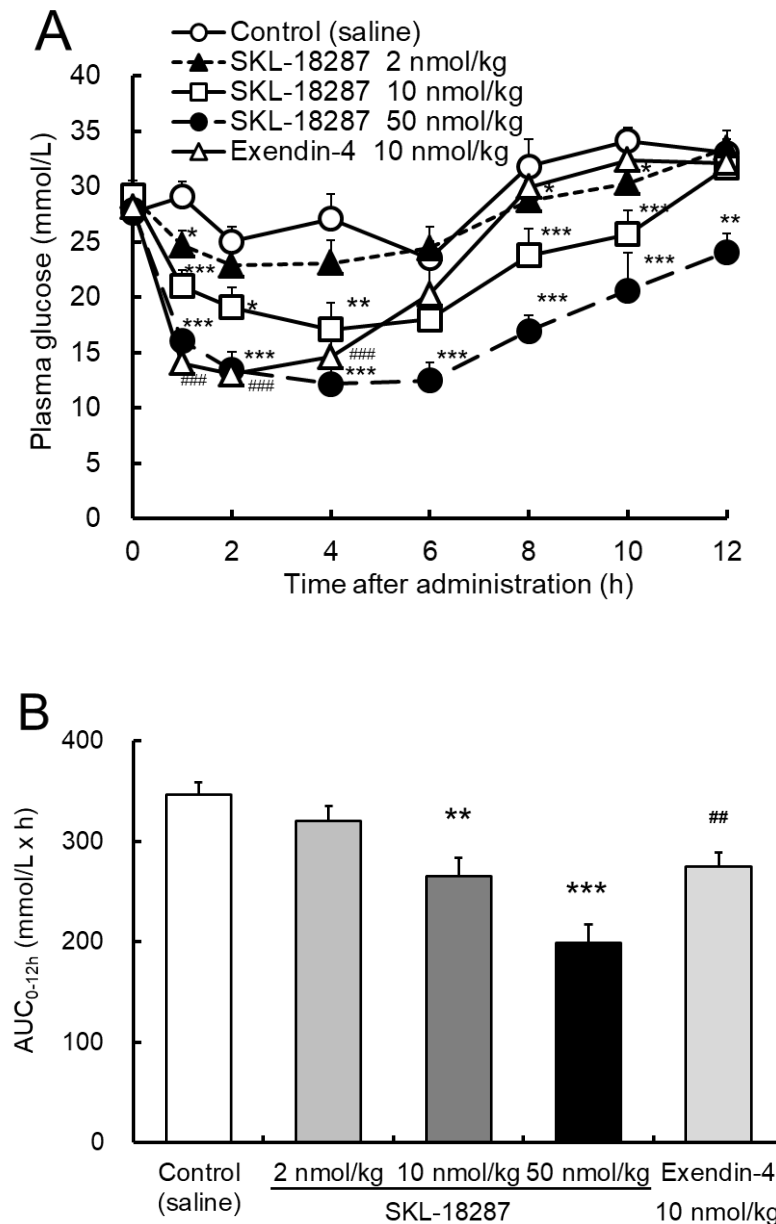 A
Control (saline)
SKL-18287 2 nmol/kg
SKL-18287 10 nmol/kg
SKL-18287 50 nmol/kg
Exendin-4 10 nmol/kg
Plasma glucose (mmol/L)
40
35
30
25
20
15
10
5
0
*
***
***
###
*
***
###
**
###
***
***
*
***
***
*
***
***
**
0 2 4 6 8 10 12
Time after administration (h)
B
AUC0-12h (mmol/L x h)
400
300
200
100
0
**
***
##
Control 2 nmol/kg 10 nmol/kg 50 nmol/kg Exendin-4
(saline) SKL-18287 10 nmol/kg